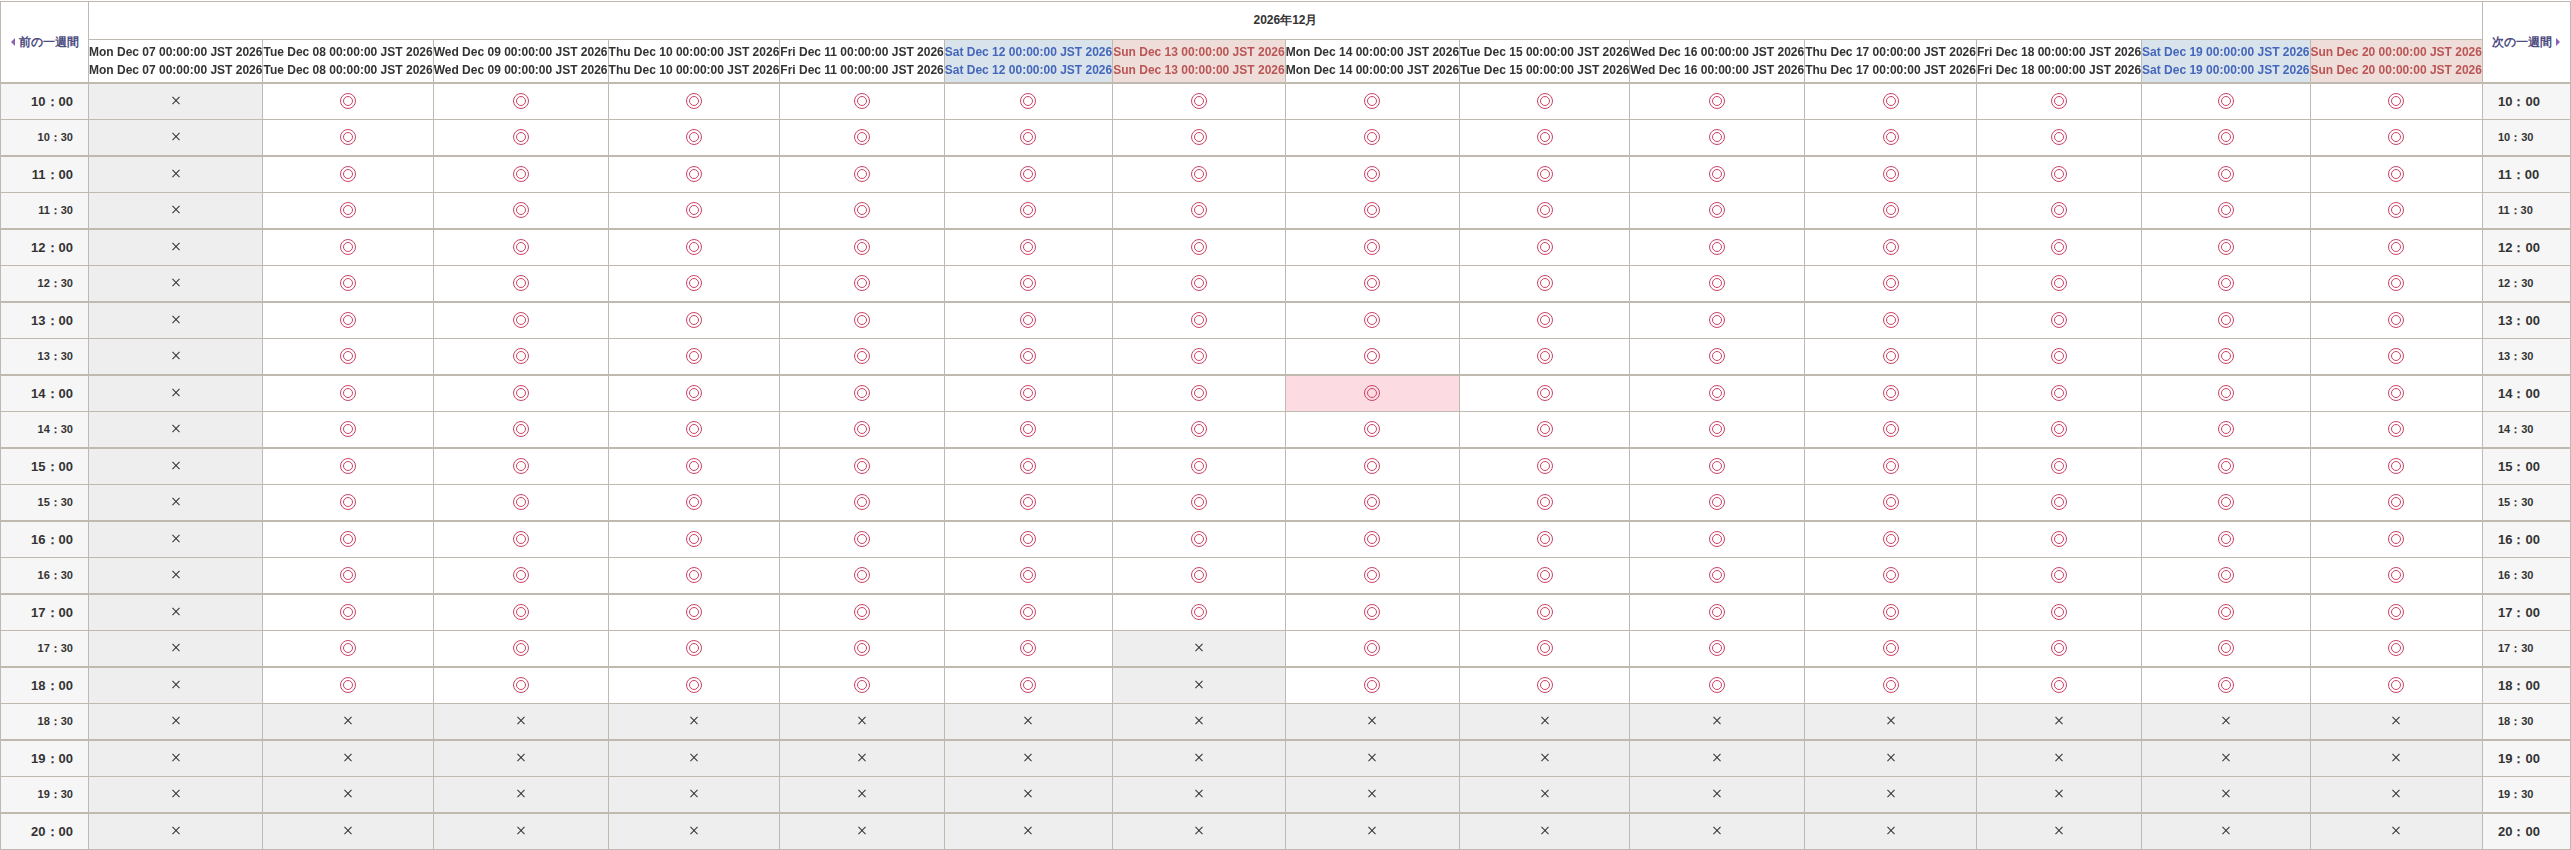 2026年12月
前の一週間
次の一週間
Mon Dec 07 00:00:00 JST 2026 Tue Dec 08 00:00:00 JST 2026 Wed Dec 09 00:00:00 JST 2026 Thu Dec 10 00:00:00 JST 2026 Fri Dec 11 00:00:00 JST 2026 Sat Dec 12 00:00:00 JST 2026 Sun Dec 13 00:00:00 JST 2026 Mon Dec 14 00:00:00 JST 2026 Tue Dec 15 00:00:00 JST 2026 Wed Dec 16 00:00:00 JST 2026 Thu Dec 17 00:00:00 JST 2026 Fri Dec 18 00:00:00 JST 2026 Sat Dec 19 00:00:00 JST 2026 Sun Dec 20 00:00:00 JST 2026
Mon Dec 07 00:00:00 JST 2026 Tue Dec 08 00:00:00 JST 2026 Wed Dec 09 00:00:00 JST 2026 Thu Dec 10 00:00:00 JST 2026 Fri Dec 11 00:00:00 JST 2026 Sat Dec 12 00:00:00 JST 2026 Sun Dec 13 00:00:00 JST 2026 Mon Dec 14 00:00:00 JST 2026 Tue Dec 15 00:00:00 JST 2026 Wed Dec 16 00:00:00 JST 2026 Thu Dec 17 00:00:00 JST 2026 Fri Dec 18 00:00:00 JST 2026 Sat Dec 19 00:00:00 JST 2026 Sun Dec 20 00:00:00 JST 2026
10：00 × ◎ ◎ ◎ ◎ ◎ ◎ ◎ ◎ ◎ ◎ ◎ ◎ ◎ 10：00
10：30 × ◎ ◎ ◎ ◎ ◎ ◎ ◎ ◎ ◎ ◎ ◎ ◎ ◎ 10：30
11：00 × ◎ ◎ ◎ ◎ ◎ ◎ ◎ ◎ ◎ ◎ ◎ ◎ ◎ 11：00
11：30 × ◎ ◎ ◎ ◎ ◎ ◎ ◎ ◎ ◎ ◎ ◎ ◎ ◎ 11：30
12：00 × ◎ ◎ ◎ ◎ ◎ ◎ ◎ ◎ ◎ ◎ ◎ ◎ ◎ 12：00
12：30 × ◎ ◎ ◎ ◎ ◎ ◎ ◎ ◎ ◎ ◎ ◎ ◎ ◎ 12：30
13：00 × ◎ ◎ ◎ ◎ ◎ ◎ ◎ ◎ ◎ ◎ ◎ ◎ ◎ 13：00
13：30 × ◎ ◎ ◎ ◎ ◎ ◎ ◎ ◎ ◎ ◎ ◎ ◎ ◎ 13：30
14：00 × ◎ ◎ ◎ ◎ ◎ ◎ ◎ ◎ ◎ ◎ ◎ ◎ ◎ 14：00
14：30 × ◎ ◎ ◎ ◎ ◎ ◎ ◎ ◎ ◎ ◎ ◎ ◎ ◎ 14：30
15：00 × ◎ ◎ ◎ ◎ ◎ ◎ ◎ ◎ ◎ ◎ ◎ ◎ ◎ 15：00
15：30 × ◎ ◎ ◎ ◎ ◎ ◎ ◎ ◎ ◎ ◎ ◎ ◎ ◎ 15：30
16：00 × ◎ ◎ ◎ ◎ ◎ ◎ ◎ ◎ ◎ ◎ ◎ ◎ ◎ 16：00
16：30 × ◎ ◎ ◎ ◎ ◎ ◎ ◎ ◎ ◎ ◎ ◎ ◎ ◎ 16：30
17：00 × ◎ ◎ ◎ ◎ ◎ ◎ ◎ ◎ ◎ ◎ ◎ ◎ ◎ 17：00
17：30 × ◎ ◎ ◎ ◎ ◎ × ◎ ◎ ◎ ◎ ◎ ◎ ◎ 17：30
18：00 × ◎ ◎ ◎ ◎ ◎ × ◎ ◎ ◎ ◎ ◎ ◎ ◎ 18：00
18：30 × × × × × × × × × × × × × × 18：30
19：00 × × × × × × × × × × × × × × 19：00
19：30 × × × × × × × × × × × × × × 19：30
20：00 × × × × × × × × × × × × × × 20：00